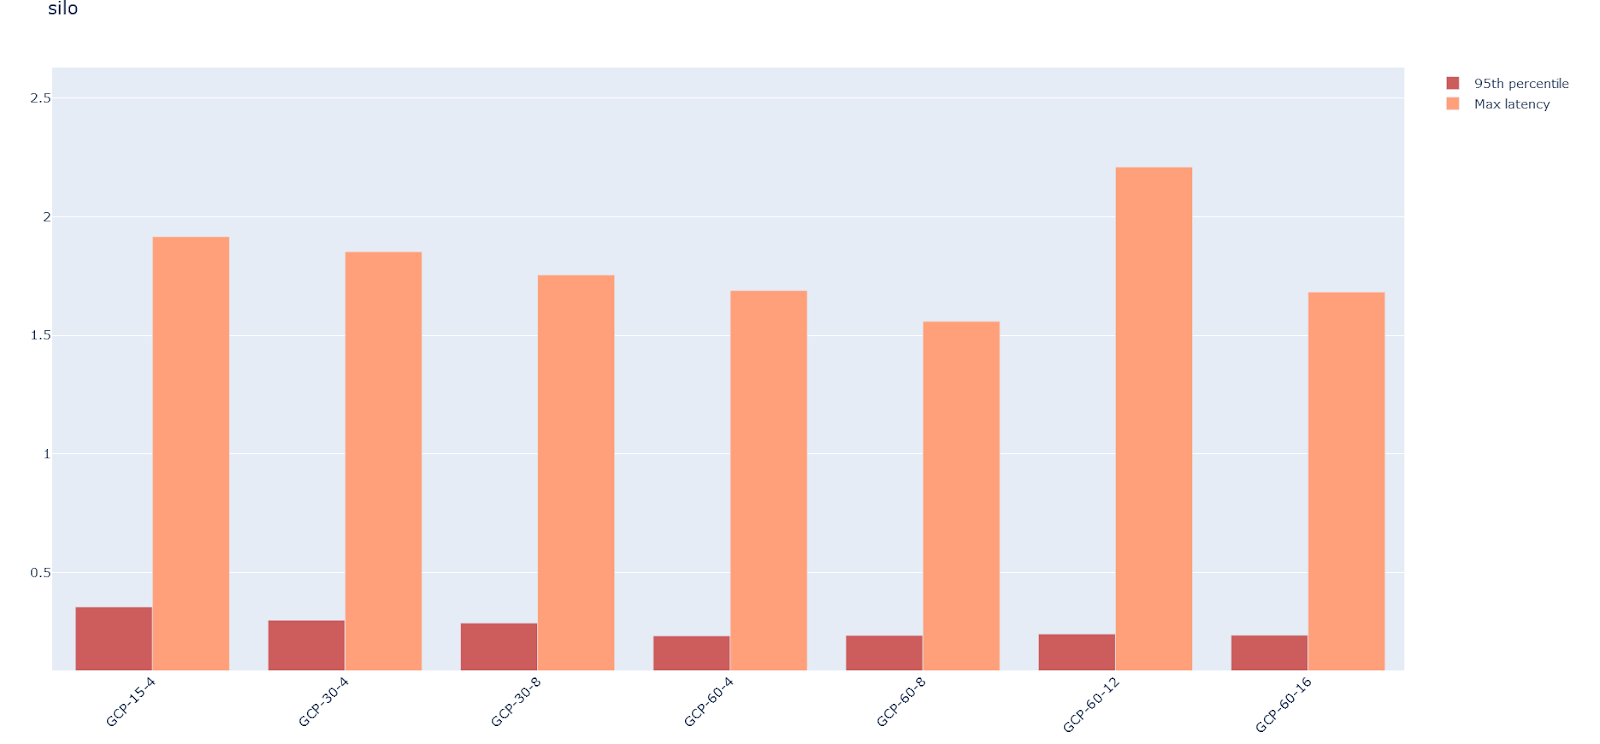 silo
2.5
2
1.5
1
0.5
GCP-15-4
GCP-30-4
GCP-30-8
GCP-60-4
GCP-60-8
GCP-60-12
GCP-60-16
95th percentile
Max latency